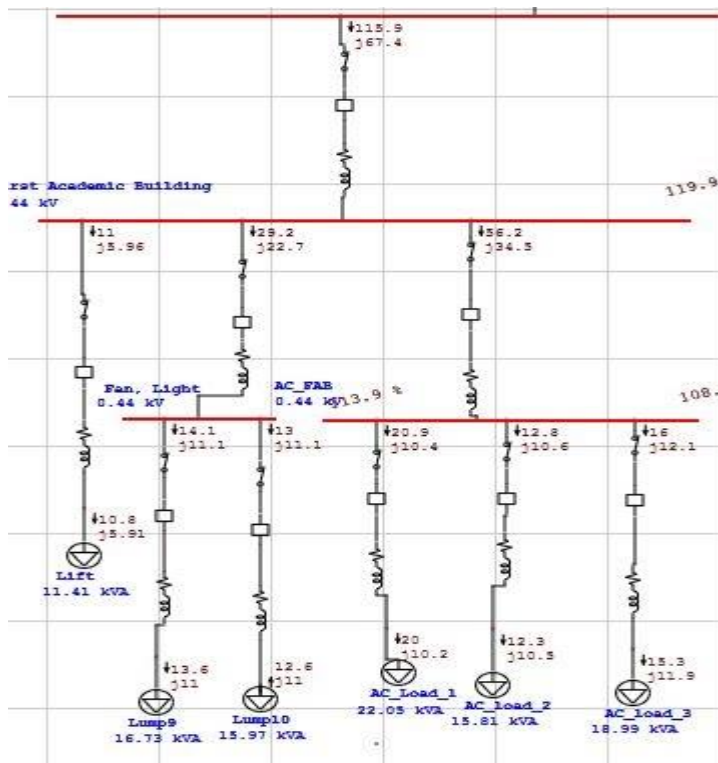 115.9
j67.4
rst Academic Building
44 kV
119.9
11
j5.96
29.2
j22.7
56.2
j34.5
Fan, Light
0.44 kV
AC_FAB
0.44 kV
13.9 %
108.
14.1
j11.1
13
j11.1
20.9
j10.4
12.8
j10.6
16
j12.1
10.8
j5.91
Lift
11.41 kVA
13.6
j11
12.6
j11
20
j10.2
12.3
j10.5
15.3
j11.9
Lump9
16.73 kVA
Lump10
15.97 kVA
AC_Load_1
22.05 kVA
AC_load_2
15.81 kVA
AC_load_3
18.99 kVA